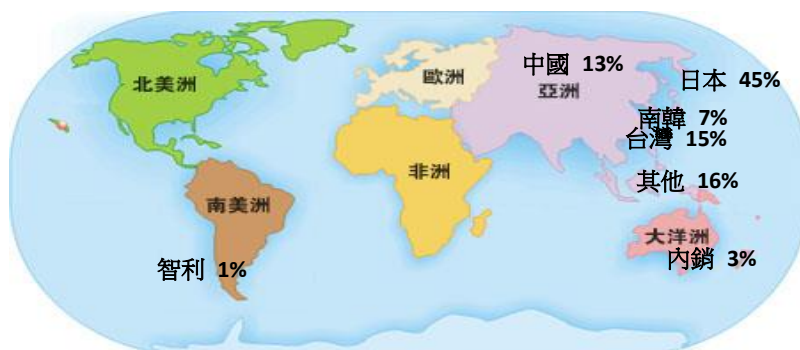 中國 13%
歐洲
日本 45%
北美洲
亞洲
南韓 7%
台灣 15%
非洲
其他 16%
南美洲
大洋洲
內銷 3%
智利 1%